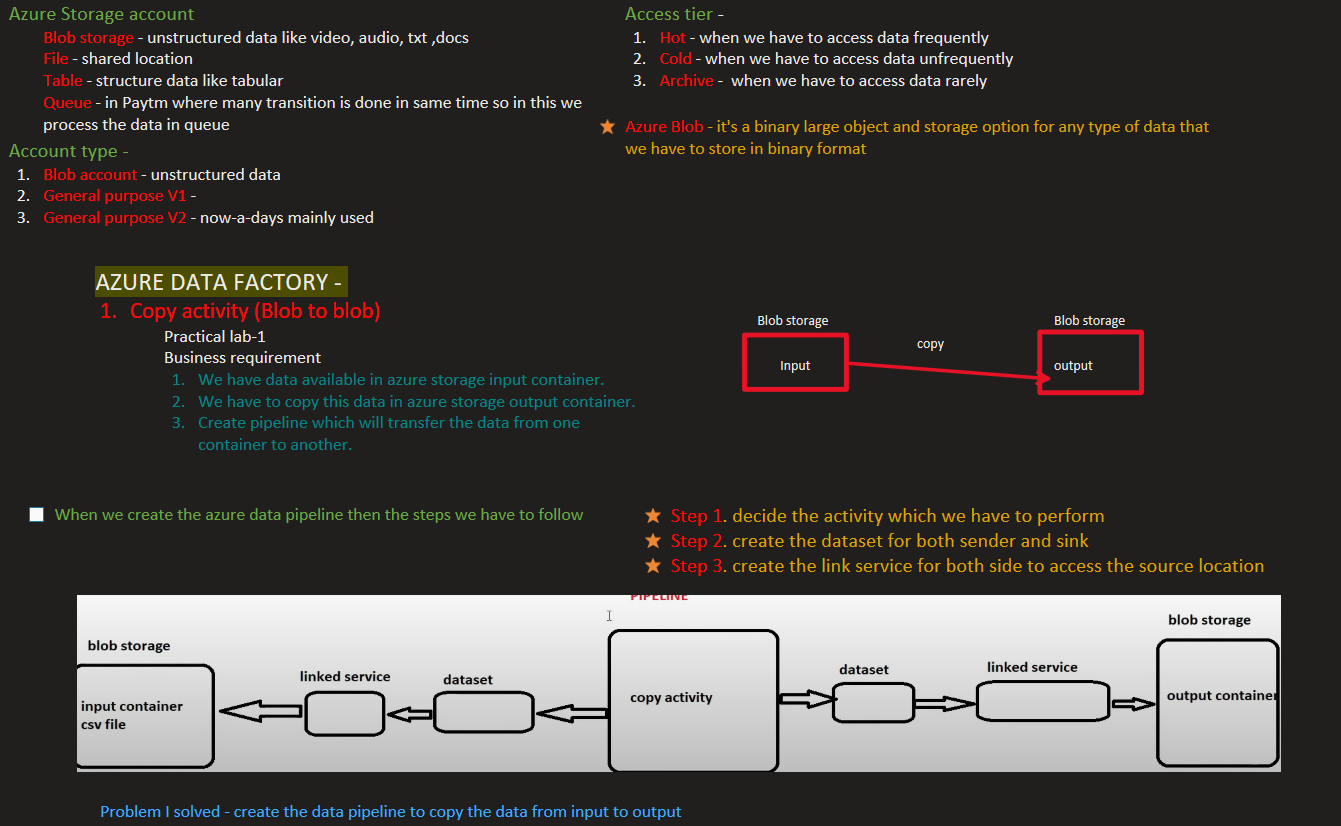 Azure Storage account
Blob storage - unstructured data like video, audio, txt ,docs
File - shared location
Table - structure data like tabular
Queue - in Paytm where many transition is done in same time so in this we
process the data in queue
Account type -
1. Blob account - unstructured data
2. General purpose V1 -
3. General purpose V2 - now-a-days mainly used
Access tier -
1. Hot - when we have to access data frequently
2. Cold - when we have to access data unfrequently
3. Archive - when we have to access data rarely
Azure Blob - it's a binary large object and storage option for any type of data that
we have to store in binary format
AZURE DATA FACTORY -
1. Copy activity (Blob to blob)
Practical lab-1
Business requirement
1. We have data available in azure storage input container.
2. We have to copy this data in azure storage output container.
3. Create pipeline which will transfer the data from one
container to another.
Blob storage
Input
copy
Blob storage
output
When we create the azure data pipeline then the steps we have to follow
Step 1. decide the activity which we have to perform
Step 2. create the dataset for both sender and sink
Step 3. create the link service for both side to access the source location
PIPELINE
blob storage
input container
csv file
linked service
dataset
copy activity
dataset
linked service
blob storage
output container
Problem I solved - create the data pipeline to copy the data from input to output